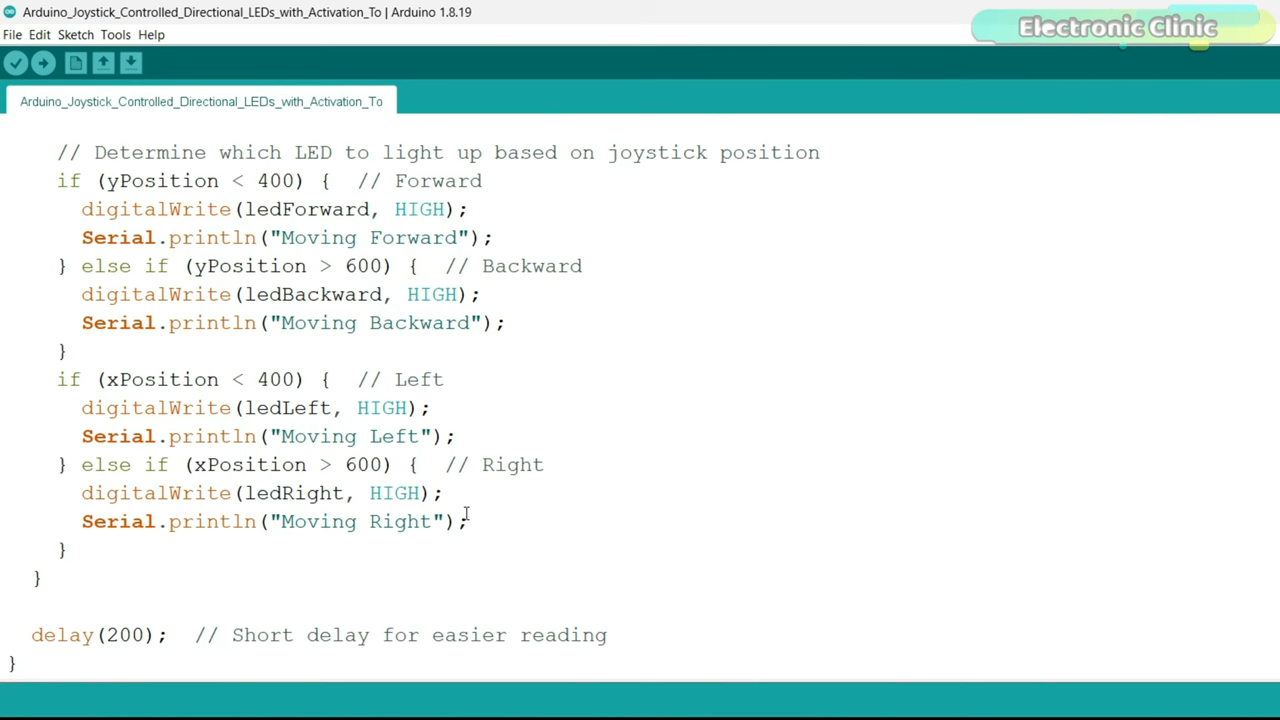 Arduino_Joystick_Controlled_Directional_LEDs_with_Activation_To | Arduino 1.8.19
Electronic Clinic
File Edit Sketch Tools Help
Arduino_Joystick_Controlled_Directional_LEDs_with_Activation_To
// Determine which LED to light up based on joystick position
if (yPosition < 400) {  // Forward
digitalWrite(ledForward, HIGH);
Serial.println("Moving Forward");
} else if (yPosition > 600) {  // Backward
digitalWrite(ledBackward, HIGH);
Serial.println("Moving Backward");
}
if (xPosition < 400) {  // Left
digitalWrite(ledLeft, HIGH);
Serial.println("Moving Left");
} else if (xPosition > 600) {  // Right
digitalWrite(ledRight, HIGH);
Serial.println("Moving Right");
}
}
delay(200);  // Short delay for easier reading
}